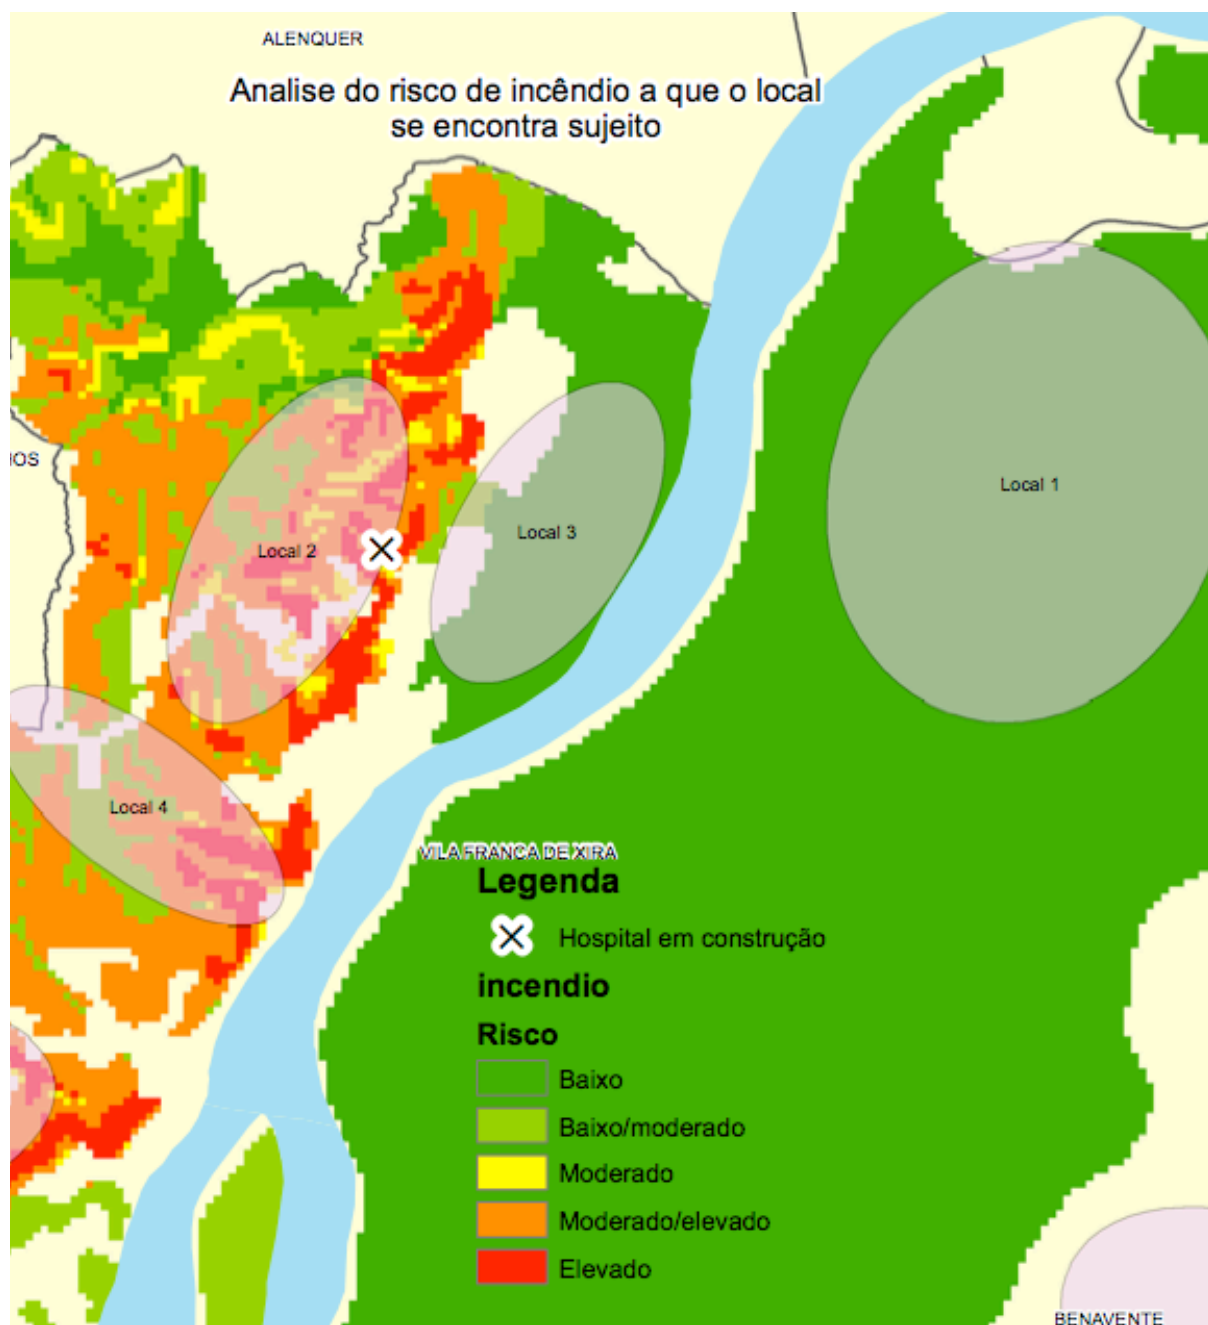 ALENQUER
Analise do risco de incêndio a que o local
se encontra sujeito
IOS
Local 1
Local 3
Local 2
Local 4
VILA FRANCA DE XIRA
Legenda
Hospital em construção
incendio
Risco
Baixo
Baixo/moderado
Moderado
Moderado/elevado
Elevado
BENAVENTE